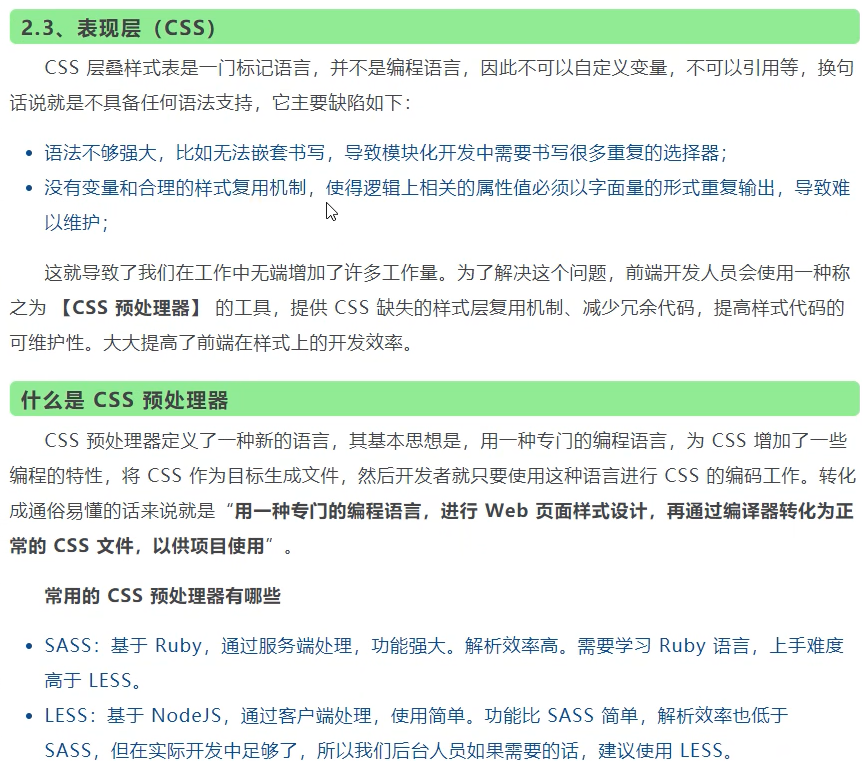 2.3、表现层（CSS）
CSS 层叠样式表是一门标记语言，并不是编程语言，因此不可以自定义变量，不可以引用等，换句
话说就是不具备任何语法支持，它主要缺陷如下：
• 语法不够强大，比如无法嵌套书写，导致模块化开发中需要书写很多重复的选择器；
• 没有变量和合理的样式复用机制，使得逻辑上相关的属性值必须以字面量的形式重复输出，导致难
以维护；
这就导致了我们在工作中无端增加了许多工作量。为了解决这个问题，前端开发人员会使用一种称
之为 【CSS 预处理器】 的工具，提供 CSS 缺失的样式层复用机制、减少冗余代码，提高样式代码的
可维护性。大大提高了前端在样式上的开发效率。
什么是 CSS 预处理器
CSS 预处理器定义了一种新的语言，其基本思想是，用一种专门的编程语言，为 CSS 增加了一些
编程的特性，将 CSS 作为目标生成文件，然后开发者就只要使用这种语言进行 CSS 的编码工作。转化
成通俗易懂的话来说就是“用一种专门的编程语言，进行 Web 页面样式设计，再通过编译器转化为正
常的 CSS 文件，以供项目使用”。
常用的 CSS 预处理器有哪些
• SASS：基于 Ruby，通过服务端处理，功能强大。解析效率高。需要学习 Ruby 语言，上手难度
高于 LESS。
• LESS：基于 NodeJS，通过客户端处理，使用简单。功能比 SASS 简单，解析效率也低于
SASS，但在实际开发中足够了，所以我们后台人员如果需要的话，建议使用 LESS。